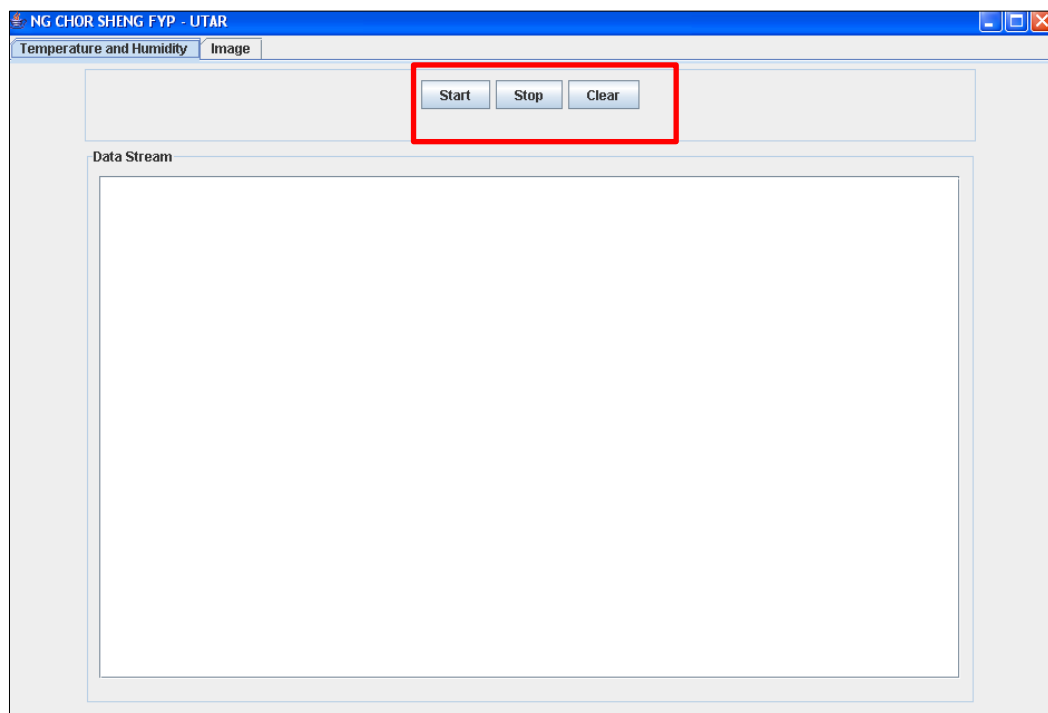 NG CHOR SHENG FYP - UTAR
Temperature and Humidity Image
Start Stop Clear
Data Stream